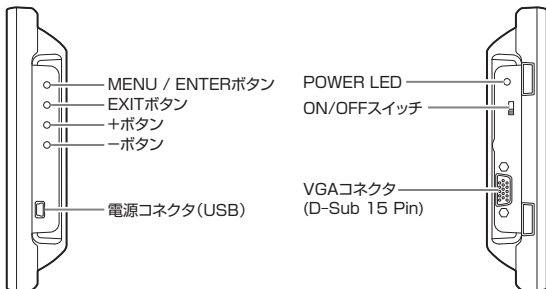 MENU / ENTERボタン
EXITボタン
+ボタン
−ボタン
電源コネクタ(USB)
POWER LED
ON/OFFスイッチ
VGAコネクタ
(D-Sub 15 Pin)